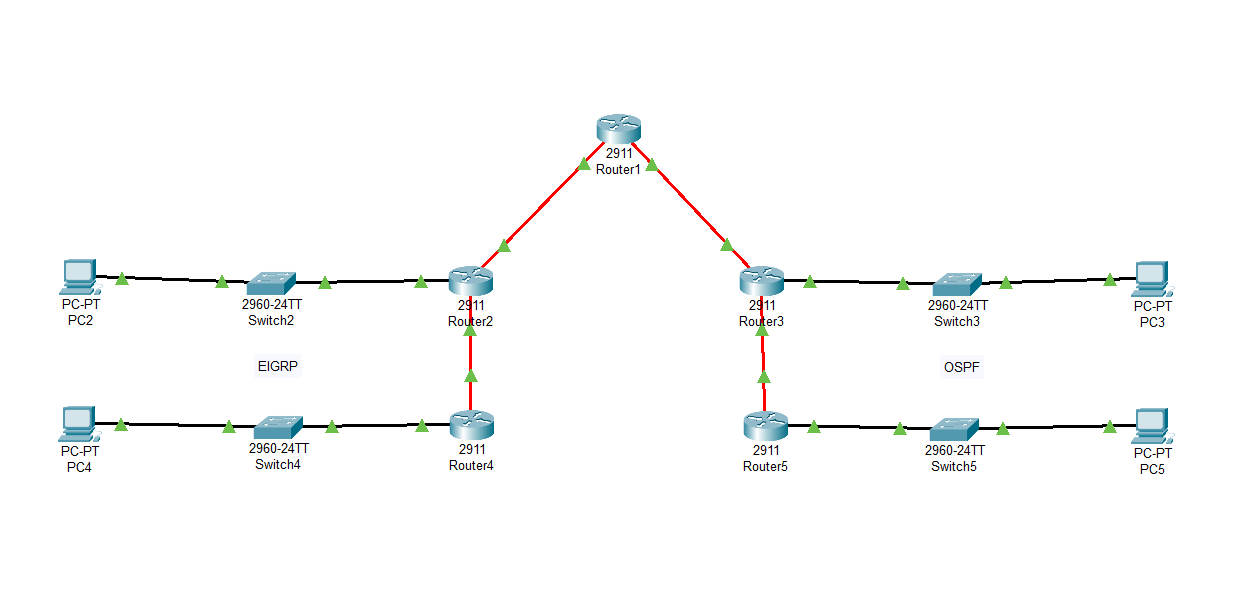 2911
Router1
PC-PT
PC2
2960-24TT
Switch2
2911
Router2
2911
Router3
2960-24TT
Switch3
PC-PT
PC3
EIGRP
OSPF
PC-PT
PC4
2960-24TT
Switch4
2911
Router4
2911
Router5
2960-24TT
Switch5
PC-PT
PC5